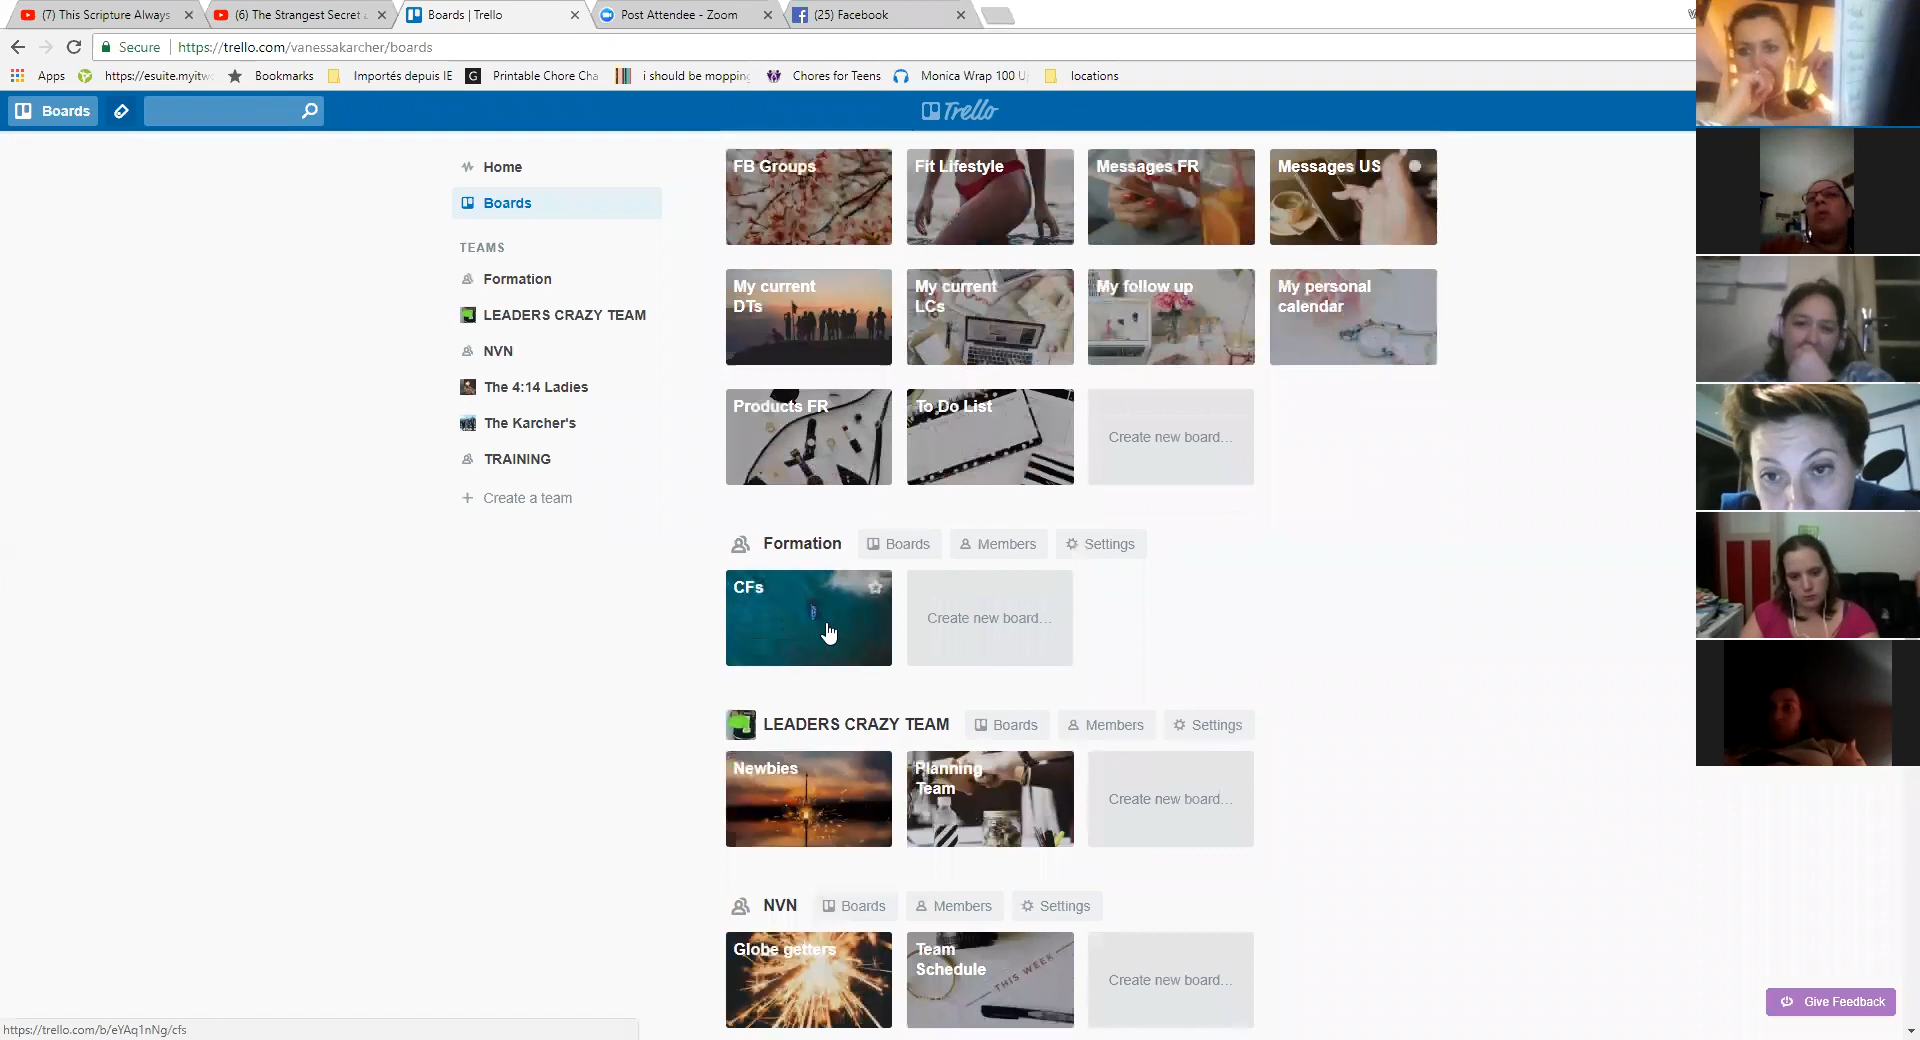 (7) This Scripture Always
(6) The Strangest Secret
Boards | Trello
Post Attendee - Zoom
(25) Facebook
Secure
https://trello.com/vanessakarcher/boards
Apps
https://esuite.myitw
Bookmarks
Importés depuis IE
Printable Chore Cha
i should be mopping
Chores for Teens
Monica Wrap 100 U
locations
Boards
Trello
Home
Boards
TEAMS
Formation
LEADERS CRAZY TEAM
NVN
The 4:14 Ladies
The Karcher's
TRAINING
+ Create a team
FB Groups
Fit Lifestyle
Messages FR
Messages US
My current
DTs
My current
LCs
My follow up
My personal
calendar
Products FR
To Do List
Create new board...
Formation
Boards
Members
Settings
CFs
Create new board...
LEADERS CRAZY TEAM
Boards
Members
Settings
Newbies
Planning
Team
Create new board...
NVN
Boards
Members
Settings
Globe getters
Team
Schedule
THIS WEEK
Create new board...
Give Feedback
https://trello.com/b/eYAq1nNg/cfs